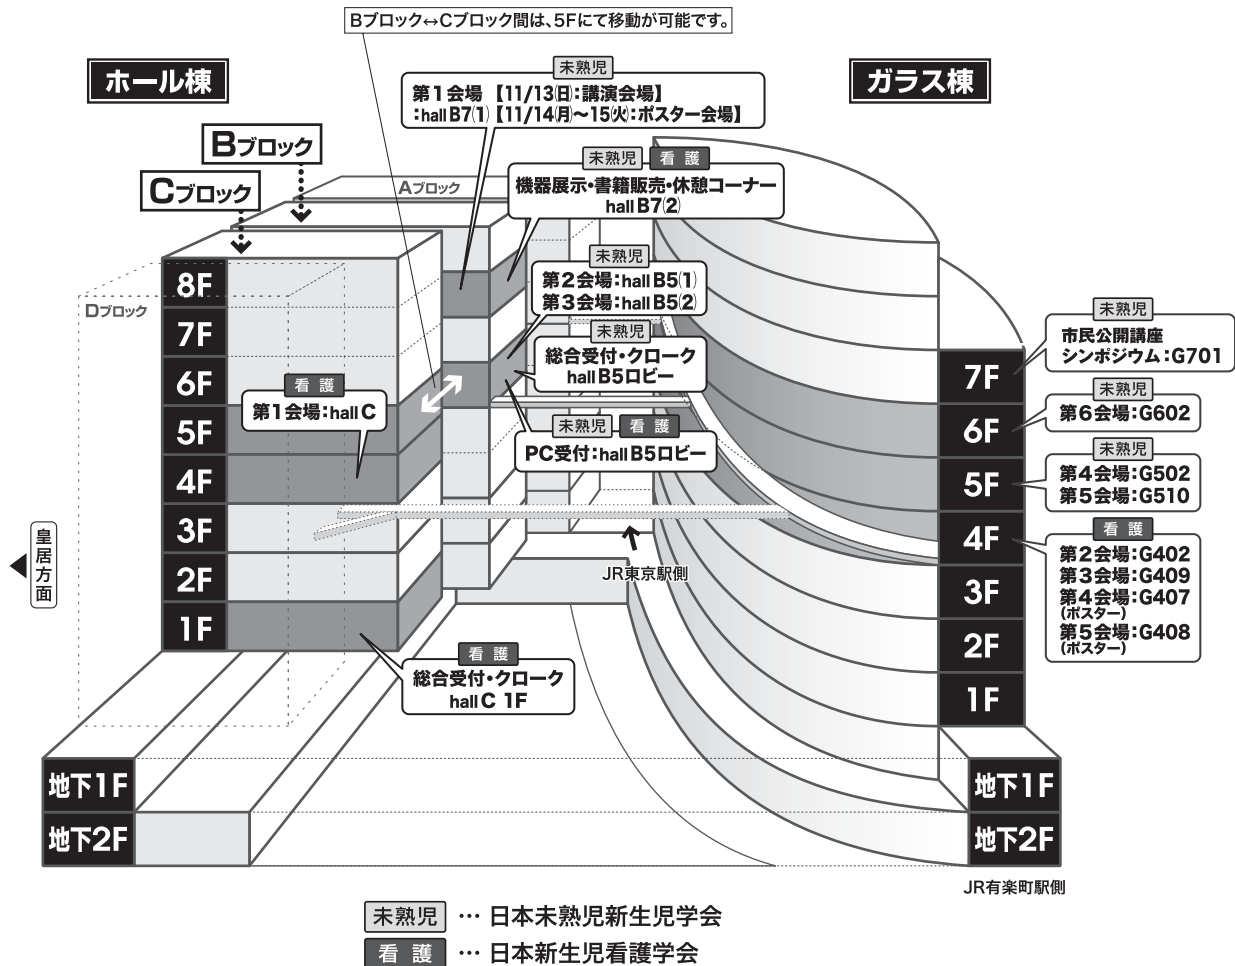 Bブロック↔Cブロック間は、5Fにて移動が可能です。
ホール棟
ガラス棟
未熟児
第1会場【11/13㈰：講演会場】
：hall B7⑴【11/14㈪～15㈫：ポスター会場】
Bブロック
Cブロック
Aブロック
Dブロック
未熟児 看 護
機器展示・書籍販売・休憩コーナー
hall B7⑵
未熟児
第2会場：hall B5⑴
第3会場：hall B5⑵
未熟児
総合受付・クローク
hall B5ロビー
未熟児 看 護
PC受付：hall B5ロビー
看 護
第1会場：hall C
8F
7F
6F
5F
4F
3F
2F
1F
看 護
総合受付・クローク
hall C 1F
皇居方面
JR東京駅側
未熟児
市民公開講座
シンポジウム：G701
未熟児
第6会場：G602
未熟児
第4会場：G502
第5会場：G510
看 護
第2会場：G402
第3会場：G409
第4会場：G407
(ポスター)
第5会場：G408
(ポスター)
7F
6F
5F
4F
3F
2F
1F
地下1F
地下2F
地下1F
地下2F
JR有楽町駅側
未熟児 … 日本未熟児新生児学会
看 護 … 日本新生児看護学会